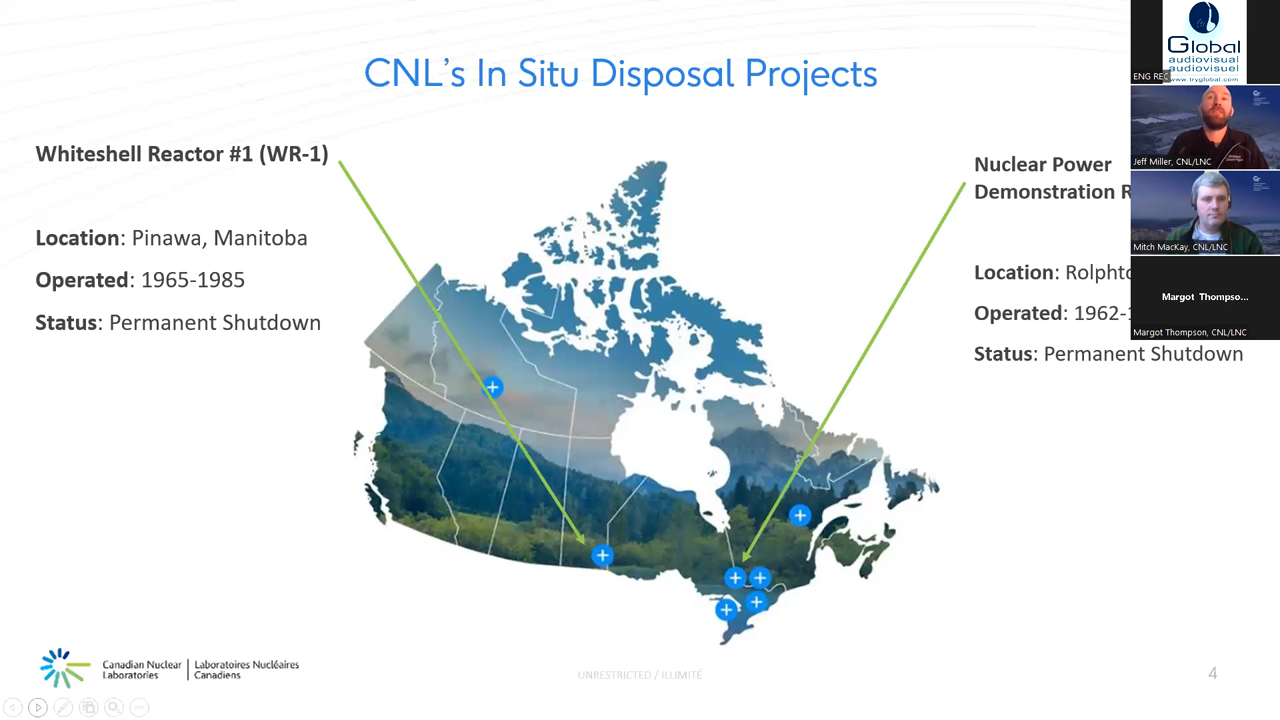 CNL's In Situ Disposal Projects
Whiteshell Reactor #1 (WR-1)
Location: Pinawa, Manitoba
Operated: 1965-1985
Status: Permanent Shutdown
Nuclear Power
Demonstration R
Location: Rolphto
Operated: 1962-
Status: Permanent Shutdown
Global
audiovisuel
audiovisual
www.tryglobal.com
ENG REC
Jeff Miller, CNL/LNC
Mitch MacKay, CNL/LNC
Margot Thompso...
Margot Thompson, CNL/LNC
Canadian Nuclear
Laboratories
Laboratoires Nucléaires
Canadiens
UNRESTRICTED / ILLIMITÉ
4